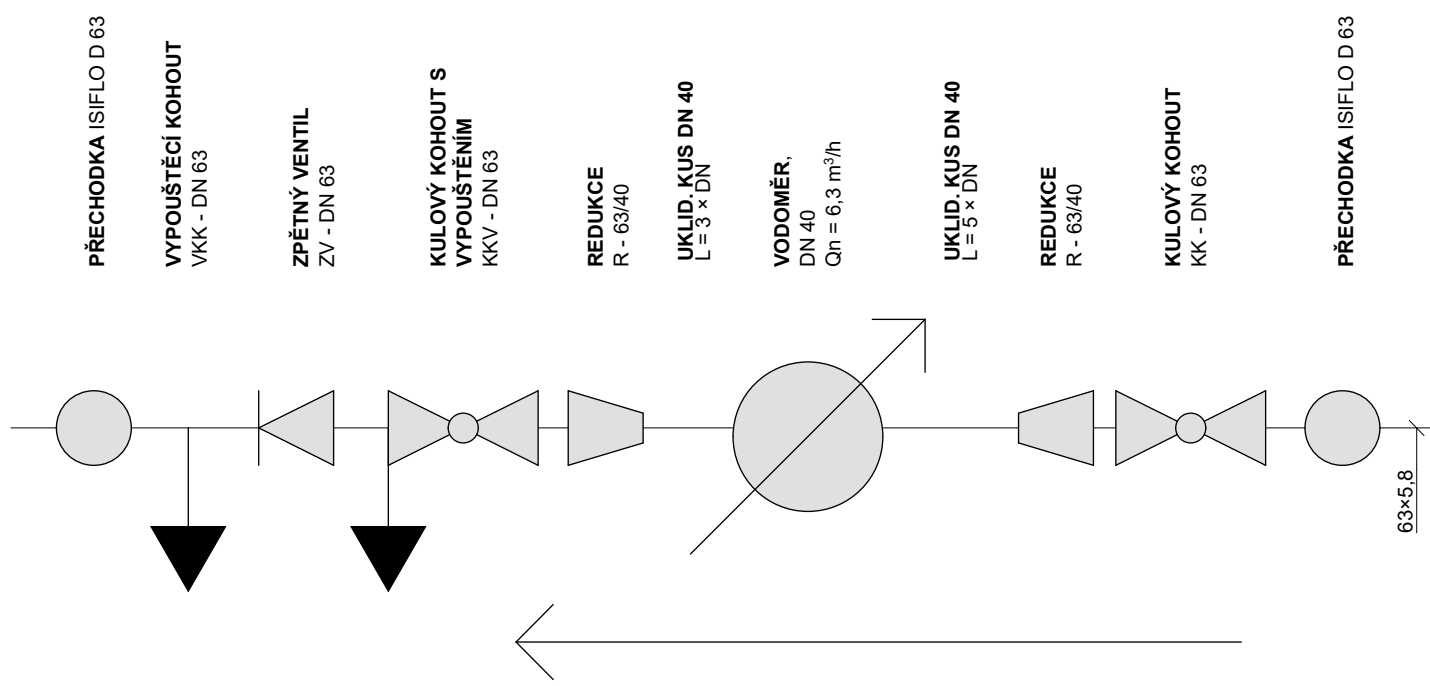 PŘECHODKA ISIFLO D 63
VYPOUŠTĚCÍ KOHOUT
VKK - DN 63
ZPĚTNÝ VENTIL
ZV - DN 63
KULOVÝ KOHOUT S
VYPOUŠTĚNÍM
KKV - DN 63
REDUKCE
R - 63/40
UKLID. KUS DN 40
L = 3 × DN
VODOMĚR,
DN 40
Qn = 6,3 m³/h
UKLID. KUS DN 40
L = 5 × DN
REDUKCE
R - 63/40
KULOVÝ KOHOUT
KK - DN 63
PŘECHODKA ISIFLO D 63
63×5,8